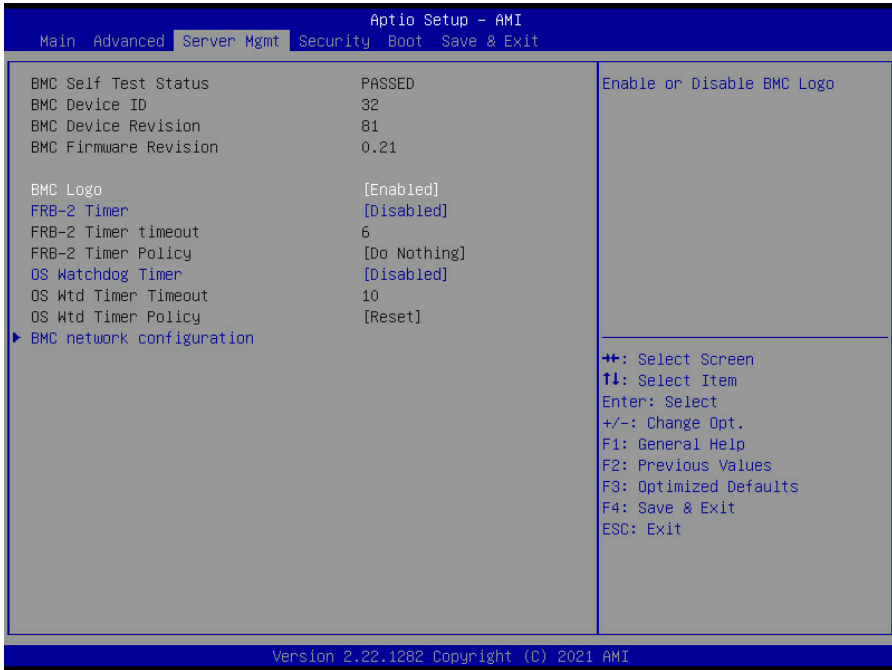 Aptio Setup – AMI
Main Advanced Server Mgmt Security Boot Save & Exit
BMC Self Test Status PASSED
BMC Device ID 32
BMC Device Revision 81
BMC Firmware Revision 0.21
BMC Logo [Enabled]
FRB-2 Timer [Disabled]
FRB-2 Timer timeout 6
FRB-2 Timer Policy [Do Nothing]
OS Watchdog Timer [Disabled]
OS Wtd Timer Timeout 10
OS Wtd Timer Policy [Reset]
BMC network configuration
Enable or Disable BMC Logo
→←: Select Screen
↑↓: Select Item
Enter: Select
+/-: Change Opt.
F1: General Help
F2: Previous Values
F3: Optimized Defaults
F4: Save & Exit
ESC: Exit
Version 2.22.1282 Copyright (C) 2021 AMI